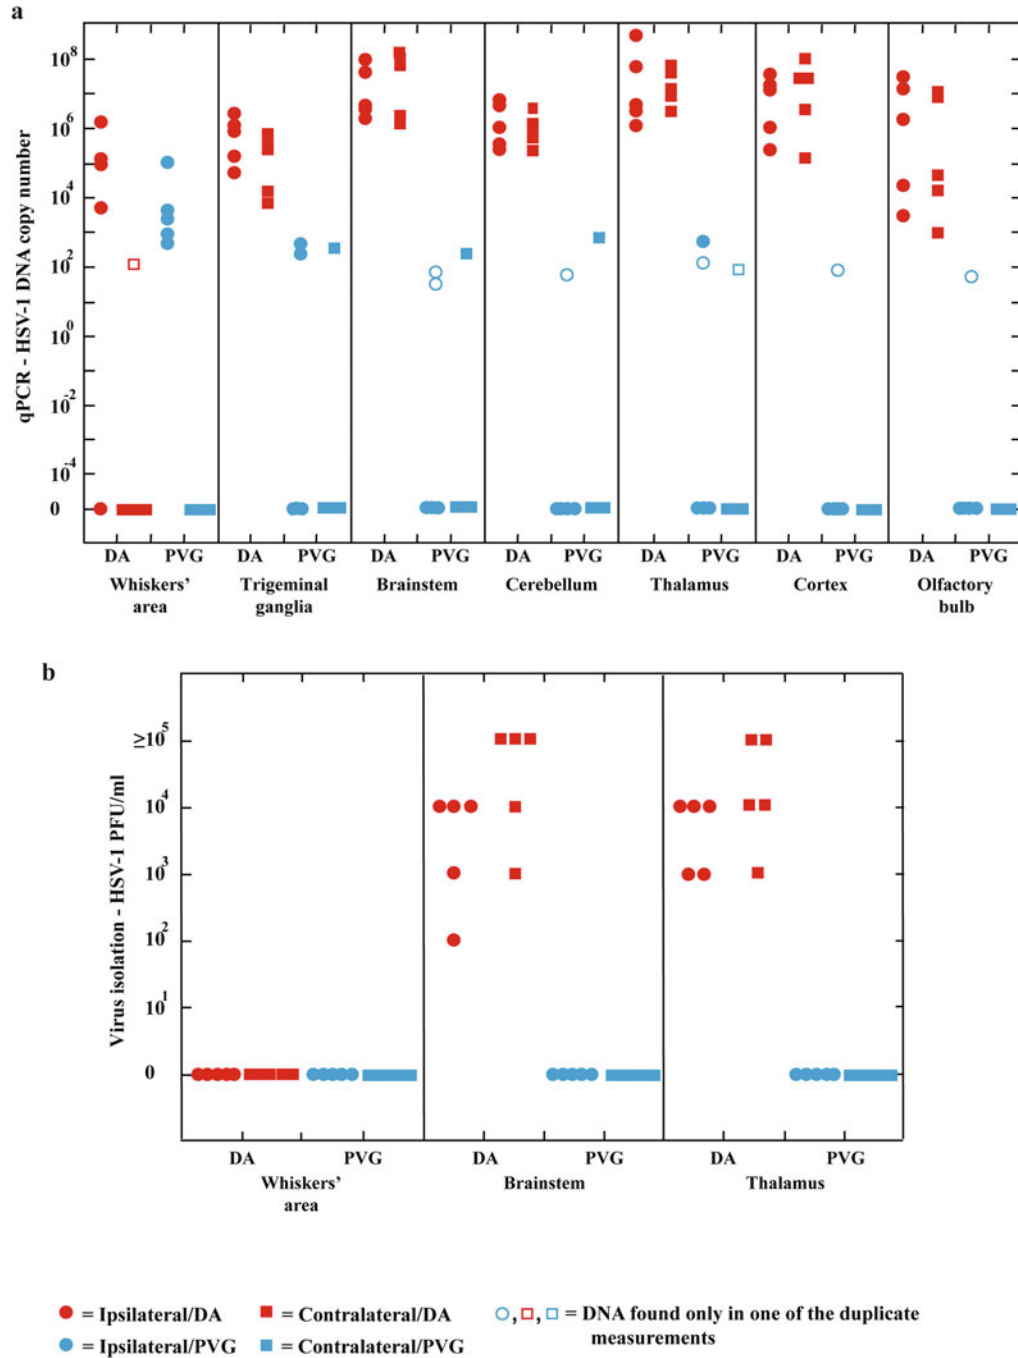 a
qPCR - HSV-1 DNA copy number
10^8
10^6
10^4
10^2
10^0
10^-2
10^-4
0
DA PVG DA PVG DA PVG DA PVG DA PVG DA PVG DA PVG
Whiskers' area
Trigeminal ganglia
Brainstem
Cerebellum
Thalamus
Cortex
Olfactory bulb
b
Virus isolation - HSV-1 PFU/ml
≥10^5
10^4
10^3
10^2
10^1
0
DA PVG DA PVG DA PVG
Whiskers' area
Brainstem
Thalamus
= Ipsilateral/DA
= Contralateral/DA
= Ipsilateral/PVG
= Contralateral/PVG
, , = DNA found only in one of the duplicate
measurements